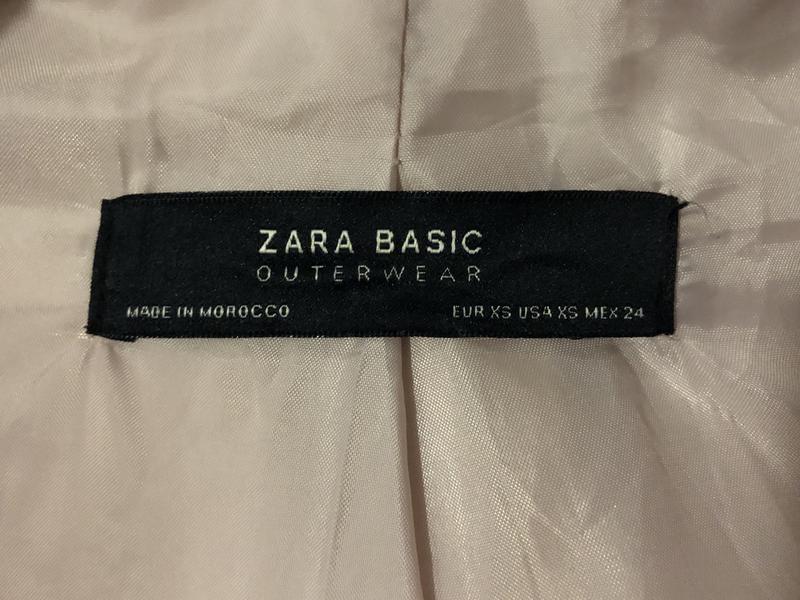 ZARA BASIC
OUTERWEAR
MADE IN MOROCCO
EUR XS USA XS MEX 24